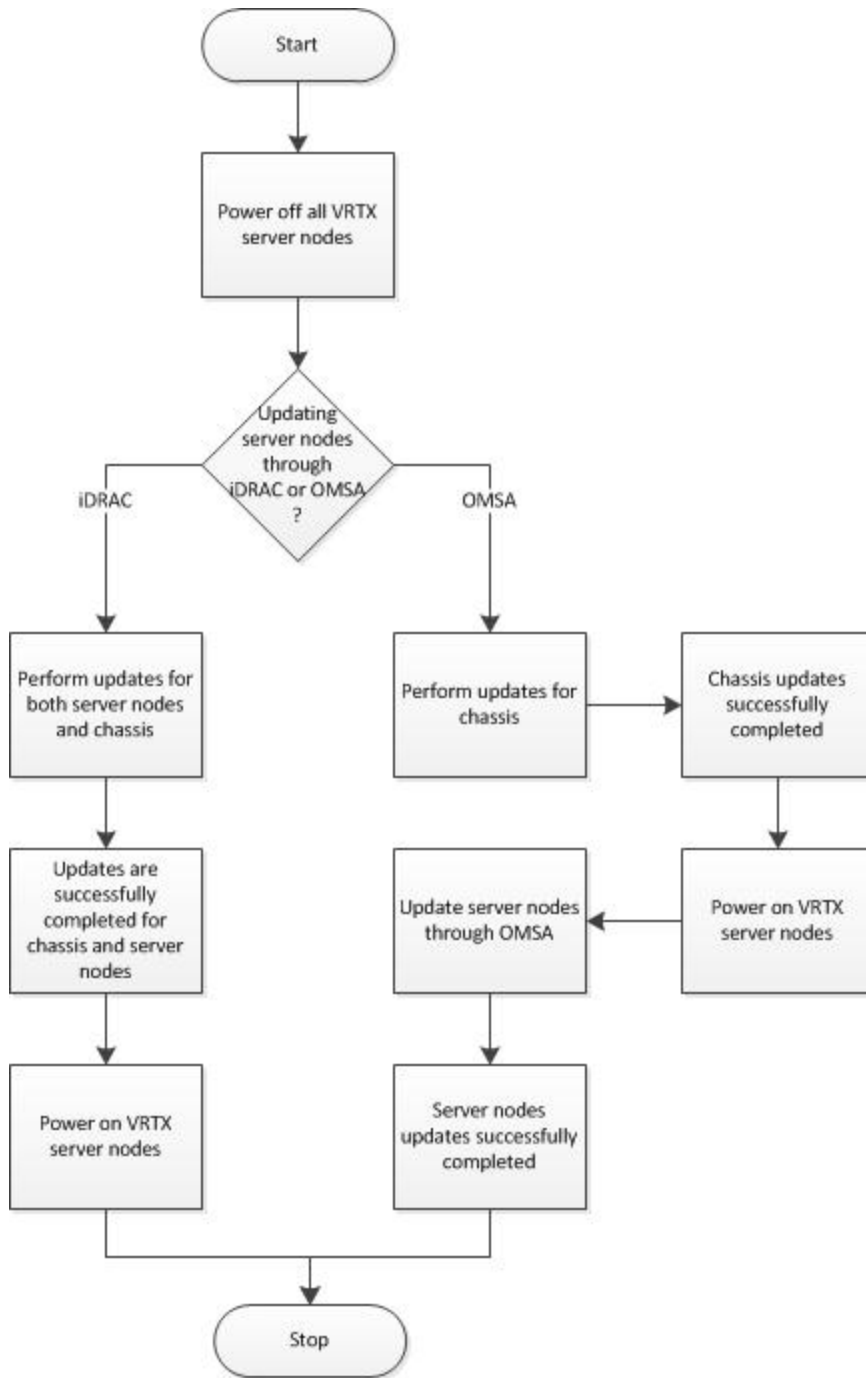 Start
Power off all VRTX
server nodes
Updating
server nodes
through
iDRAC or OMSA
?
iDRAC
OMSA
Perform updates for
both server nodes
and chassis
Perform updates for
chassis
Chassis updates
successfully
completed
Updates are
successfully
completed for
chassis and server
nodes
Update server nodes
through OMSA
Power on VRTX
server nodes
Power on VRTX
server nodes
Server nodes
updates successfully
completed
Stop